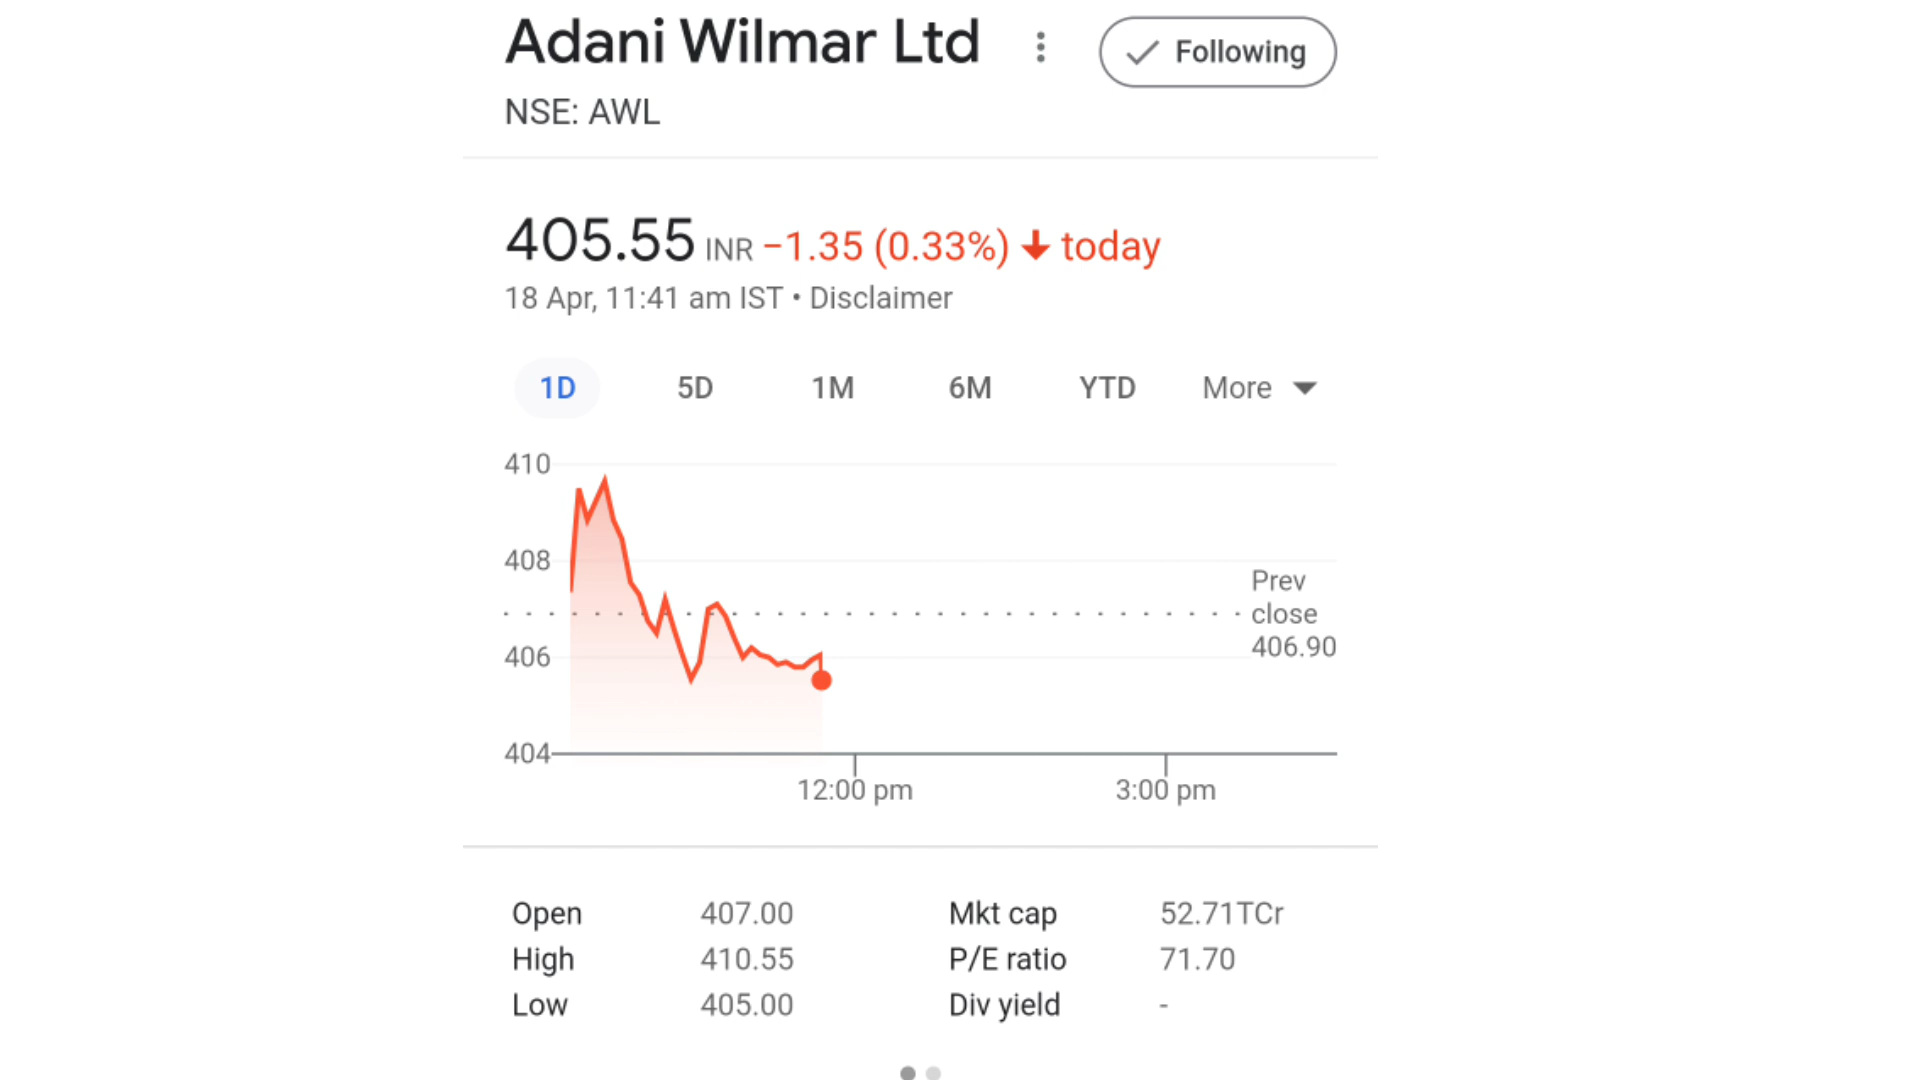 Adani Wilmar Ltd
Following
NSE: AWL
405.55 INR −1.35 (0.33%) today
18 Apr, 11:41 am IST • Disclaimer
1D 5D 1M 6M YTD More
410
408
406
404
Prev
close
406.90
12:00 pm 3:00 pm
Open 407.00 Mkt cap 52.71TCr
High 410.55 P/E ratio 71.70
Low 405.00 Div yield -